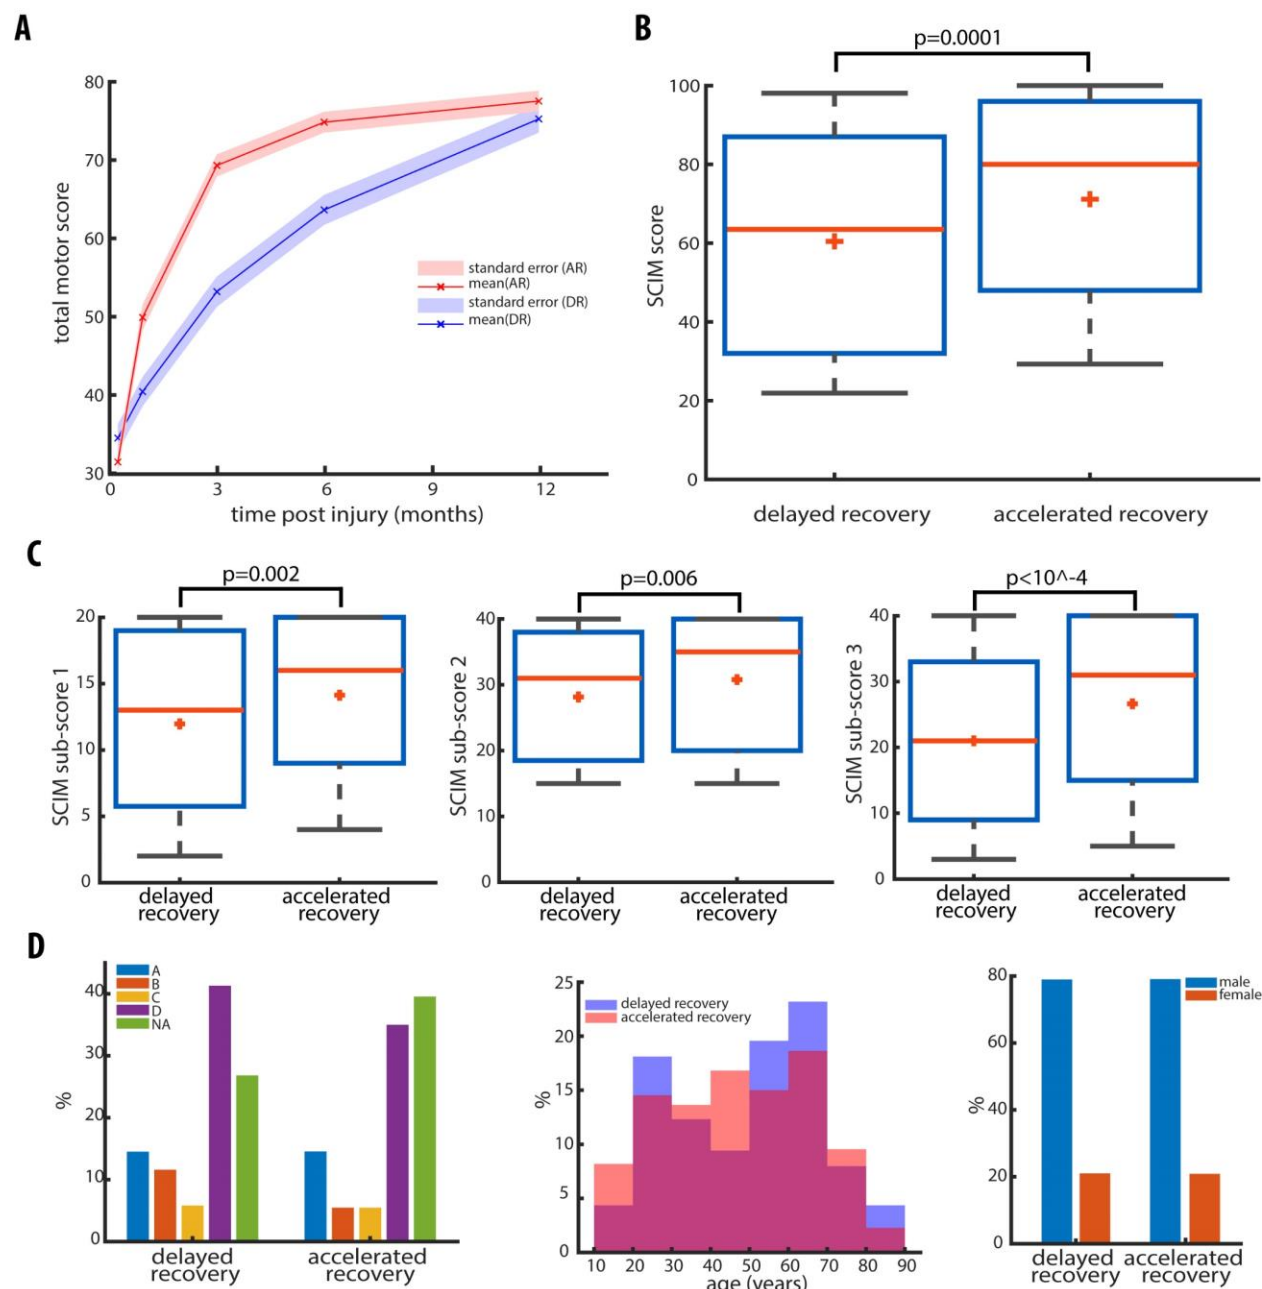 A
80
70
60
50
40
30
0
3
6
9
12
total motor score
time post injury (months)
standard error (AR)
mean(AR)
standard error (DR)
mean(DR)
B
p=0.0001
100
80
60
40
20
0
SCIM score
delayed recovery
accelerated recovery
C
p=0.002
20
15
10
5
0
SCIM sub-score 1
delayed
recovery
accelerated
recovery
p=0.006
40
30
20
10
0
SCIM sub-score 2
delayed
recovery
accelerated
recovery
p<10^-4
40
30
20
10
0
SCIM sub-score 3
delayed
recovery
accelerated
recovery
D
A
B
C
D
NA
40
30
20
10
0
%
delayed
recovery
accelerated
recovery
25
20
15
10
5
0
%
delayed recovery
accelerated recovery
10 20 30 40 50 60 70 80 90
age (years)
80
60
40
20
0
%
male
female
delayed
recovery
accelerated
recovery